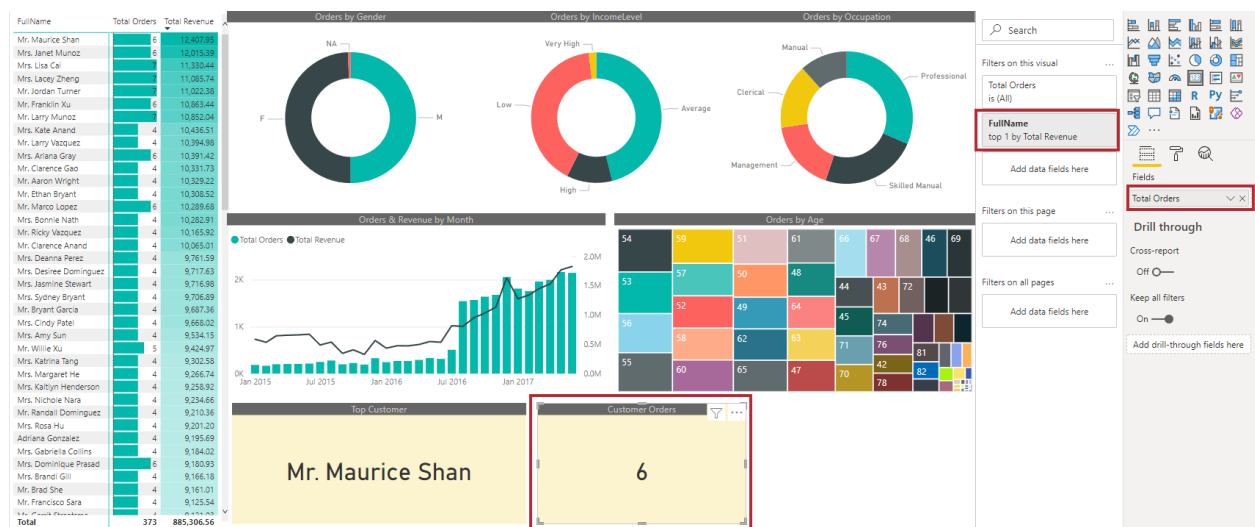 FullName Total Orders Total Revenue
Mr. Maurice Shan 6 12,407.95
Mrs. Janet Munoz 6 12,015.39
Mrs. Lisa Cai 7 11,330.44
Mrs. Lacey Zheng 7 11,085.74
Mr. Jordan Turner 7 11,022.38
Mr. Franklin Xu 6 10,863.44
Mr. Larry Munoz 7 10,852.04
Mrs. Kate Anand 4 10,436.51
Mr. Larry Vazquez 4 10,394.98
Mrs. Ariana Gray 6 10,391.42
Mr. Clarence Gao 4 10,331.73
Mr. Aaron Wright 4 10,329.22
Mr. Ethan Bryant 4 10,308.52
Mr. Marco Lopez 6 10,289.68
Mrs. Bonnie Nath 4 10,282.91
Mr. Ricky Vazquez 4 10,165.92
Mr. Clarence Anand 4 10,065.01
Mrs. Deanna Perez 4 9,761.59
Mrs. Desiree Dominguez 4 9,717.63
Mrs. Jasmine Stewart 4 9,716.98
Mrs. Sydney Bryant 4 9,706.89
Mr. Bryant Garcia 4 9,687.36
Mrs. Cindy Patel 4 9,668.02
Mrs. Amy Sun 4 9,534.15
Mr. Willie Xu 5 9,424.97
Mrs. Katrina Tang 4 9,302.58
Mrs. Margaret He 4 9,266.74
Mrs. Kaitlyn Henderson 4 9,258.92
Mrs. Nichole Nara 4 9,234.66
Mr. Randall Dominguez 4 9,210.36
Mrs. Rosa Hu 4 9,201.20
Adriana Gonzalez 4 9,195.69
Mrs. Gabriella Collins 4 9,184.02
Mrs. Dominique Prasad 6 9,180.93
Mrs. Brandi Gill 4 9,166.18
Mr. Brad She 4 9,161.01
Mr. Francisco Sara 4 9,125.54
Total 373 885,306.56
Orders by Gender
NA
F
M
Orders by IncomeLevel
Very High
Low
Average
High
Orders by Occupation
Manual
Professional
Clerical
Management
Skilled Manual
Orders & Revenue by Month
Total Orders Total Revenue
2K
1K
0K
2.0M
1.5M
1.0M
0.5M
0.0M
Jan 2015 Jul 2015 Jan 2016 Jul 2016 Jan 2017
Orders by Age
54 59 51 61 66 67 68 46 69
53 57 50 48 44 43 72
52 49 64 45 74
56 58 62 63 71 76 81
55 60 65 47 70 42 82
78
Top Customer
Mr. Maurice Shan
Customer Orders
6
Search
Filters on this visual ...
Total Orders
is (All)
FullName
top 1 by Total Revenue
Add data fields here
Filters on this page ...
Add data fields here
Filters on all pages ...
Add data fields here
R Py
Fields
Total Orders
Drill through
Cross-report
Off
Keep all filters
On
Add drill-through fields here